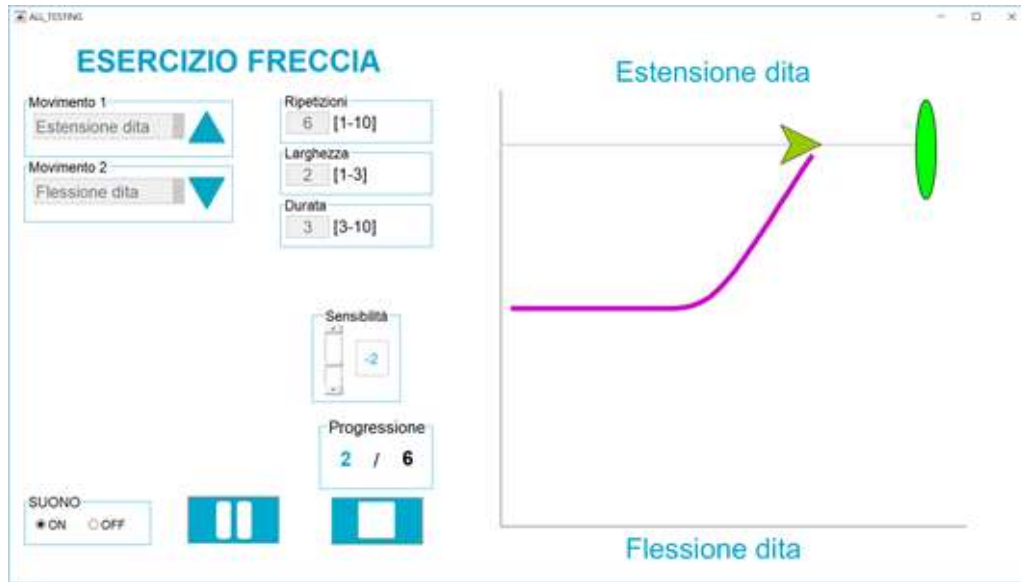 ALL_TESTING
ESERCIZIO FRECCIA
Movimento 1
Estensione dita
Movimento 2
Flessione dita
Ripetizioni
6 [1-10]
Larghezza
2 [1-3]
Durata
3 [3-10]
Sensibilità
-2
Progressione
2 / 6
SUONO
ON OFF
Estensione dita
Flessione dita